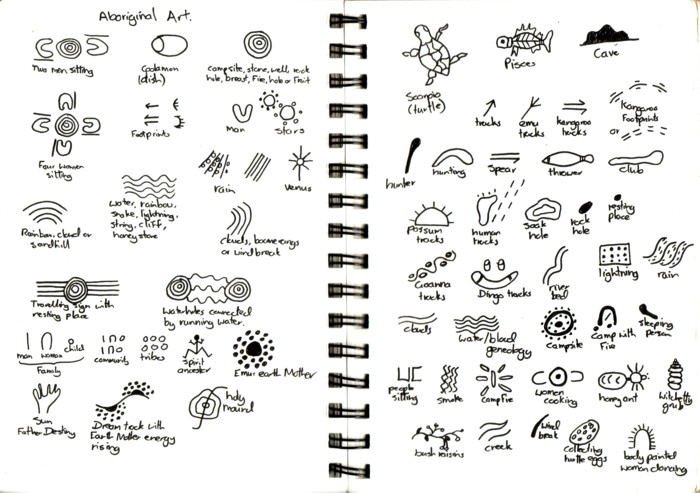 Aboriginal Art.
Two men sitting
Coolamon
(dish)
campsite, stone, well, rock
hole, breast, Fire, hole or Fruit
Four women
sitting
Footprints
man
stars
rain
venus
Rainbow, cloud or
sandhill
water, rainbow,
snake, lightning,
string, cliff,
honey store
clouds, boomerangs
or windbreak
Travelling sign with
resting place
Waterholes connected
by running water.
man
woman
child
Family
community
tribes
spirit
ancestor
Emu earth Mother
Sun
Father Destiny
Dream track with
Earth Mother energy
rising
holy
mound
Scorpio
(turtle)
Pisces
Cave
tracks
emu
tracks
kangaroo
tracks
Kangaroo
Footprints
or
hunter
hunting
spear
thrower
club
possum
tracks
human
tracks
soak
hole
rock
hole
resting
place
Goanna
tracks
Dingo tracks
river
bed
lightning
rain
clouds
water/blood
geneology
campsite
camp with
Fire
sleeping
person
people
sitting
smoke
campfire
women
cooking
honey ant
Witchetty
grub
bush raisins
creek
wind
break
collecting
turtle eggs
body painted
women dancing